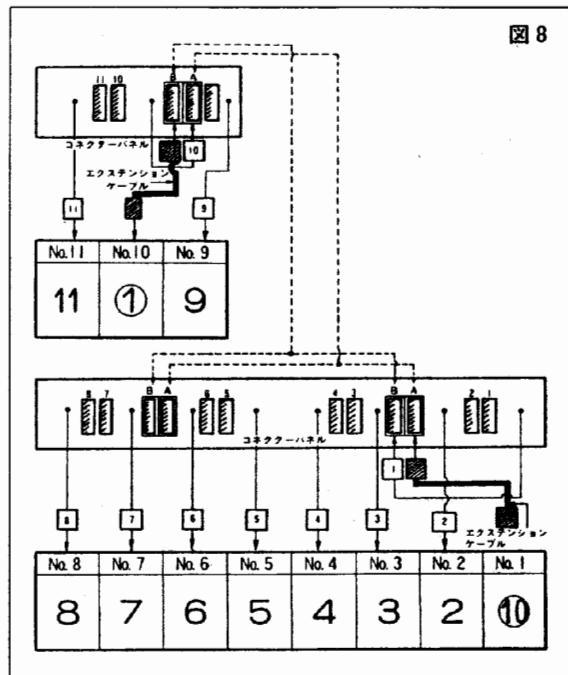 図 8
B A
11 10
コネクターパネル
10
エクステンション
ケーブル
11
9
No.11 No.10 No.9
11 ① 9
B A B A
8 7 6 5 4 3 2 1
コネクターパネル
1
8 7 6 5 4 3 2
エクステンション
ケーブル
No.8 No.7 No.6 No.5 No.4 No.3 No.2 No.1
8 7 6 5 4 3 2 ⑩